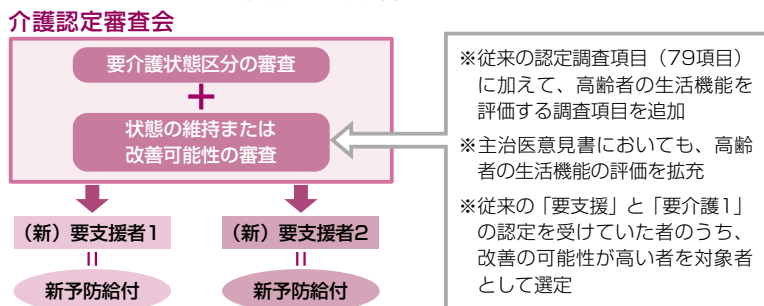 介護認定審査会
要介護状態区分の審査
+
状態の維持または
改善可能性の審査
(新)要支援者1
(新)要支援者2
=
=
新予防給付
新予防給付
※従来の認定調査項目(79項目)
に加えて、高齢者の生活機能を
評価する調査項目を追加
※主治医意見書においても、高齢
者の生活機能の評価を拡充
※従来の「要支援」と「要介護1」
の認定を受けていた者のうち、
改善の可能性が高い者を対象者
として選定